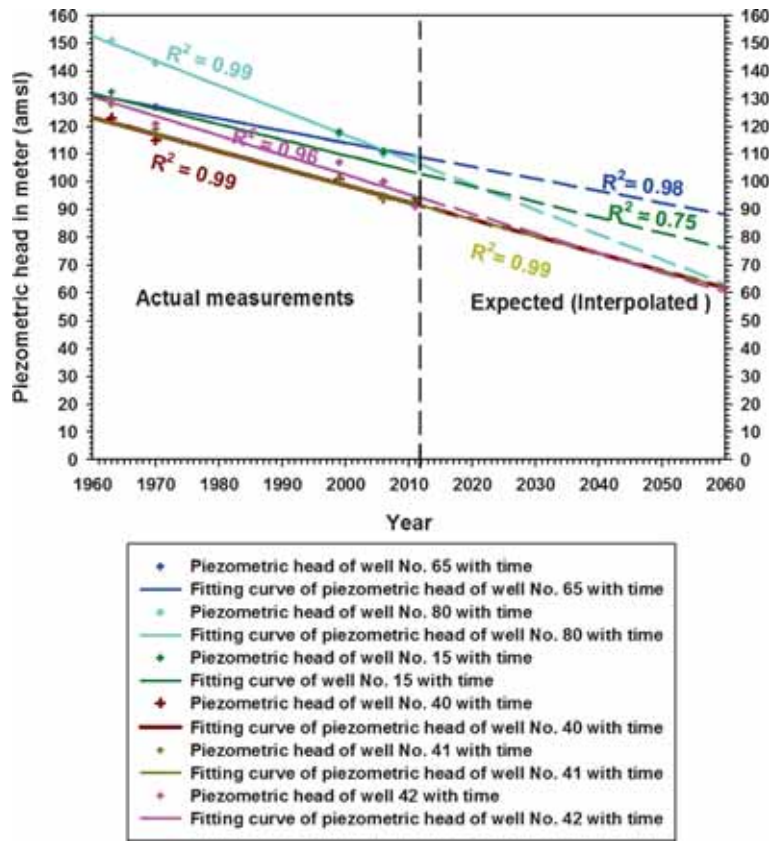 160 160
150 150
140 140
130 130
120 120
110 110
100 100
90 90
80 80
70 70
60 60
50 50
40 40
30 30
20 20
10 10
0 0
Piezometric head in meter (amsl)
R² = 0.99
R² = 0.96
R² = 0.99
R²= 0.98
R² = 0.75
R²= 0.99
Actual measurements
Expected (Interpolated )
1960 1970 1980 1990 2000 2010 2020 2030 2040 2050 2060
Year
Piezometric head of well No. 65 with time
Fitting curve of piezometric head of well No. 65 with time
Piezometric head of well No. 80 with time
Fitting curve of piezometric head of well No. 80 with time
Piezometric head of well No. 15 with time
Fitting curve of well No. 15 with time
Piezometric head of well No. 40 with time
Fitting curve of piezometric head of well No. 40 with time
Piezometric head of well No. 41 with time
Fitting curve of piezometric head of well No. 41 with time
Piezometric head of well 42 with time
Fitting curve of piezometric head of well No. 42 with time